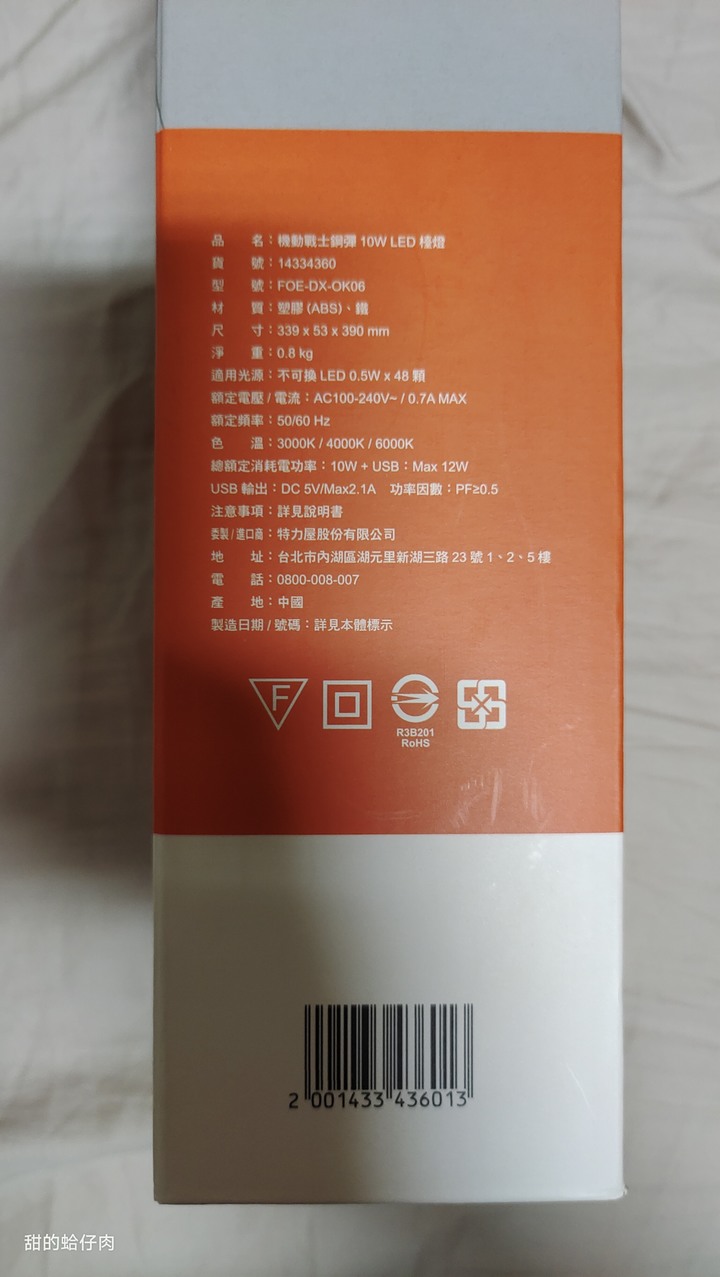 品名：機動戰士鋼彈 10W LED 檯燈
貨號：14334360
型號：FOE-DX-OK06
材質：塑膠 (ABS)、鐵
尺寸：339 x 53 x 390 mm
淨重：0.8 kg
適用光源：不可換 LED 0.5W x 48 顆
額定電壓 / 電流：AC100-240V~ / 0.7A MAX
額定頻率：50/60 Hz
色溫：3000K / 4000K / 6000K
總額定消耗電功率：10W + USB：Max 12W
USB 輸出：DC 5V/Max2.1A 功率因數：PF≥0.5
注意事項：詳見說明書
委製 / 進口商：特力屋股份有限公司
地址：台北市內湖區湖元里新湖三路 23 號 1、2、5 樓
電話：0800-008-007
產地：中國
製造日期 / 號碼：詳見本體標示
F
R3B201
RoHS
2 001433 436013
甜的蛤仔肉